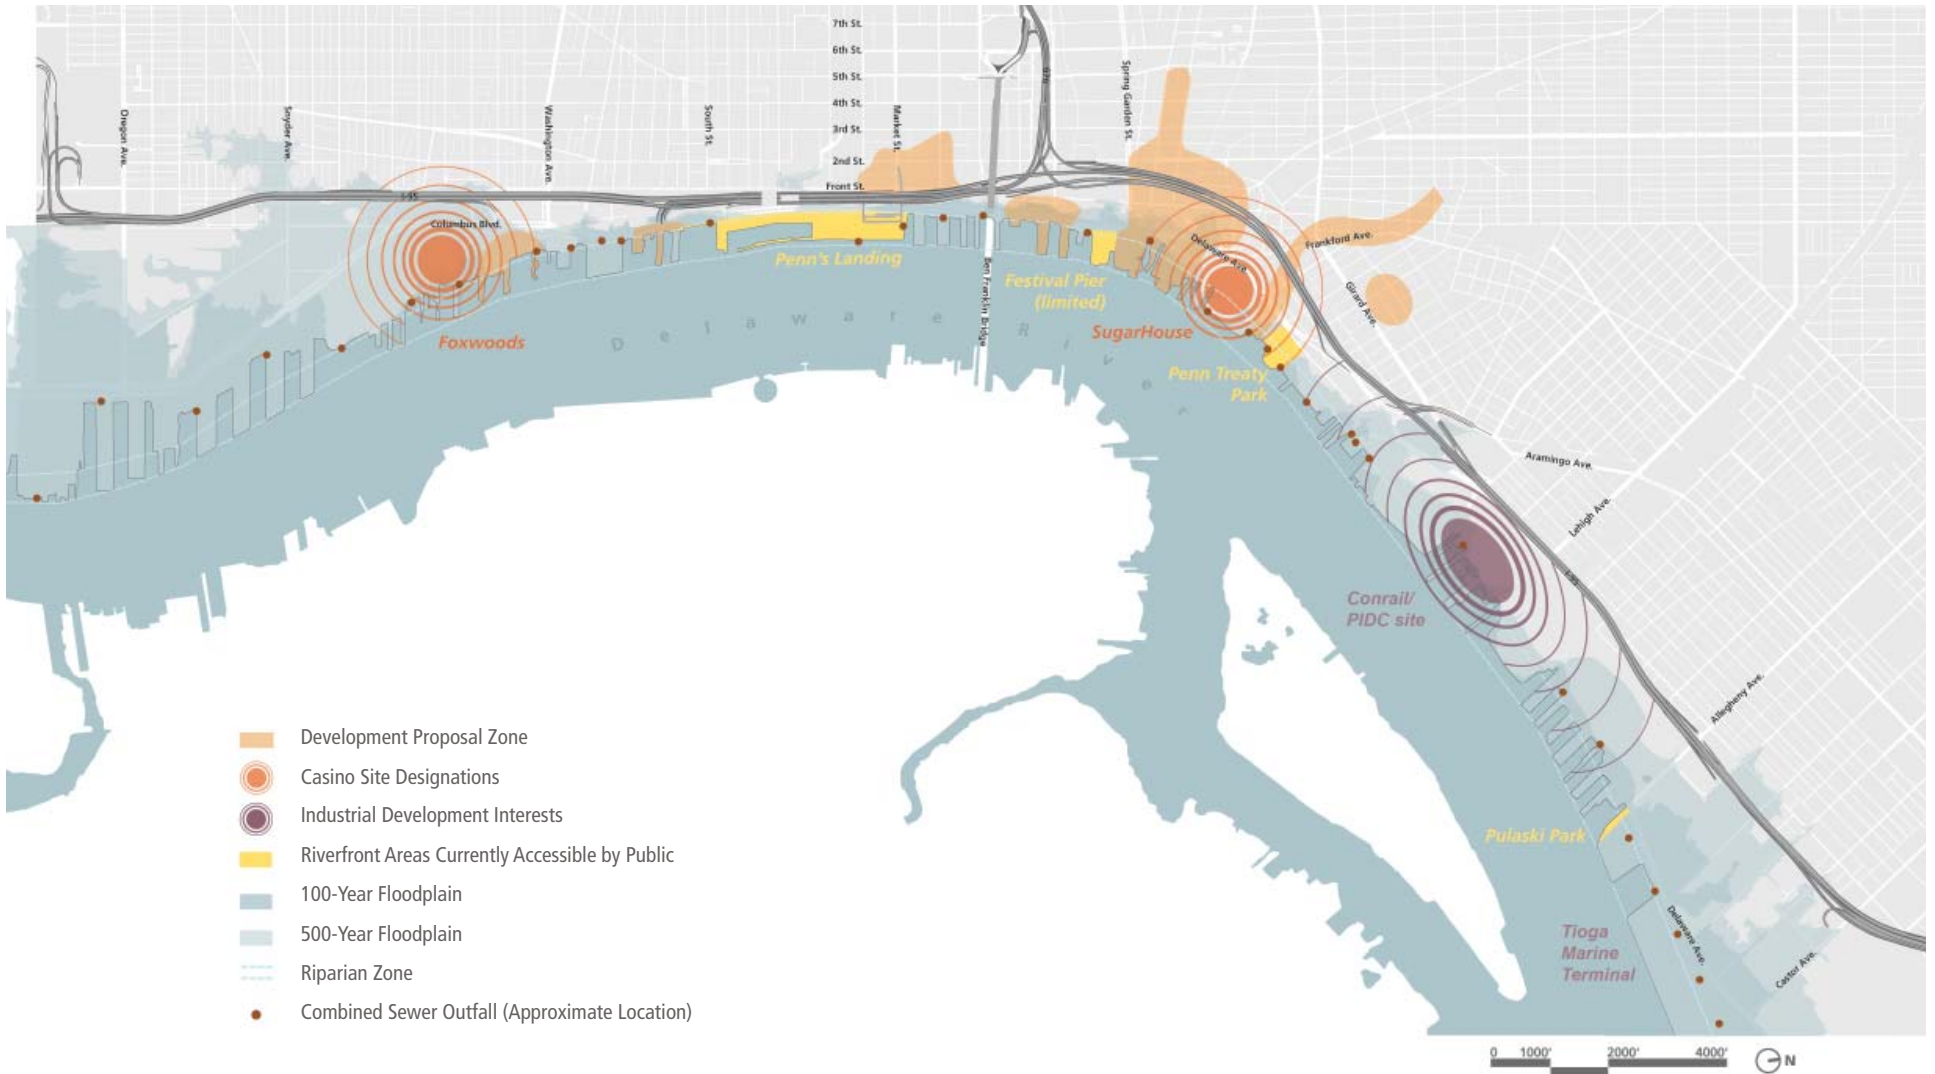 7th St.
6th St.
5th St.
4th St.
3rd St.
2nd St.
Front St.
Oregon Ave.
Snyder Ave.
Washington Ave.
South St.
Market St.
676
Spring Garden St.
I-95
Columbus Blvd.
Delaware Ave.
Frankford Ave.
Girard Ave.
Penn's Landing
Ben Franklin Bridge
Festival Pier
(limited)
Foxwoods
SugarHouse
Delaware River
Penn Treaty
Park
Aramingo Ave.
Lehigh Ave.
I-95
Conrail/
PIDC site
Allegheny Ave.
Pulaski Park
Delaware Ave.
Tioga
Marine
Terminal
Castor Ave.
Development Proposal Zone
Casino Site Designations
Industrial Development Interests
Riverfront Areas Currently Accessible by Public
100-Year Floodplain
500-Year Floodplain
Riparian Zone
Combined Sewer Outfall (Approximate Location)
0 1000' 2000' 4000' N